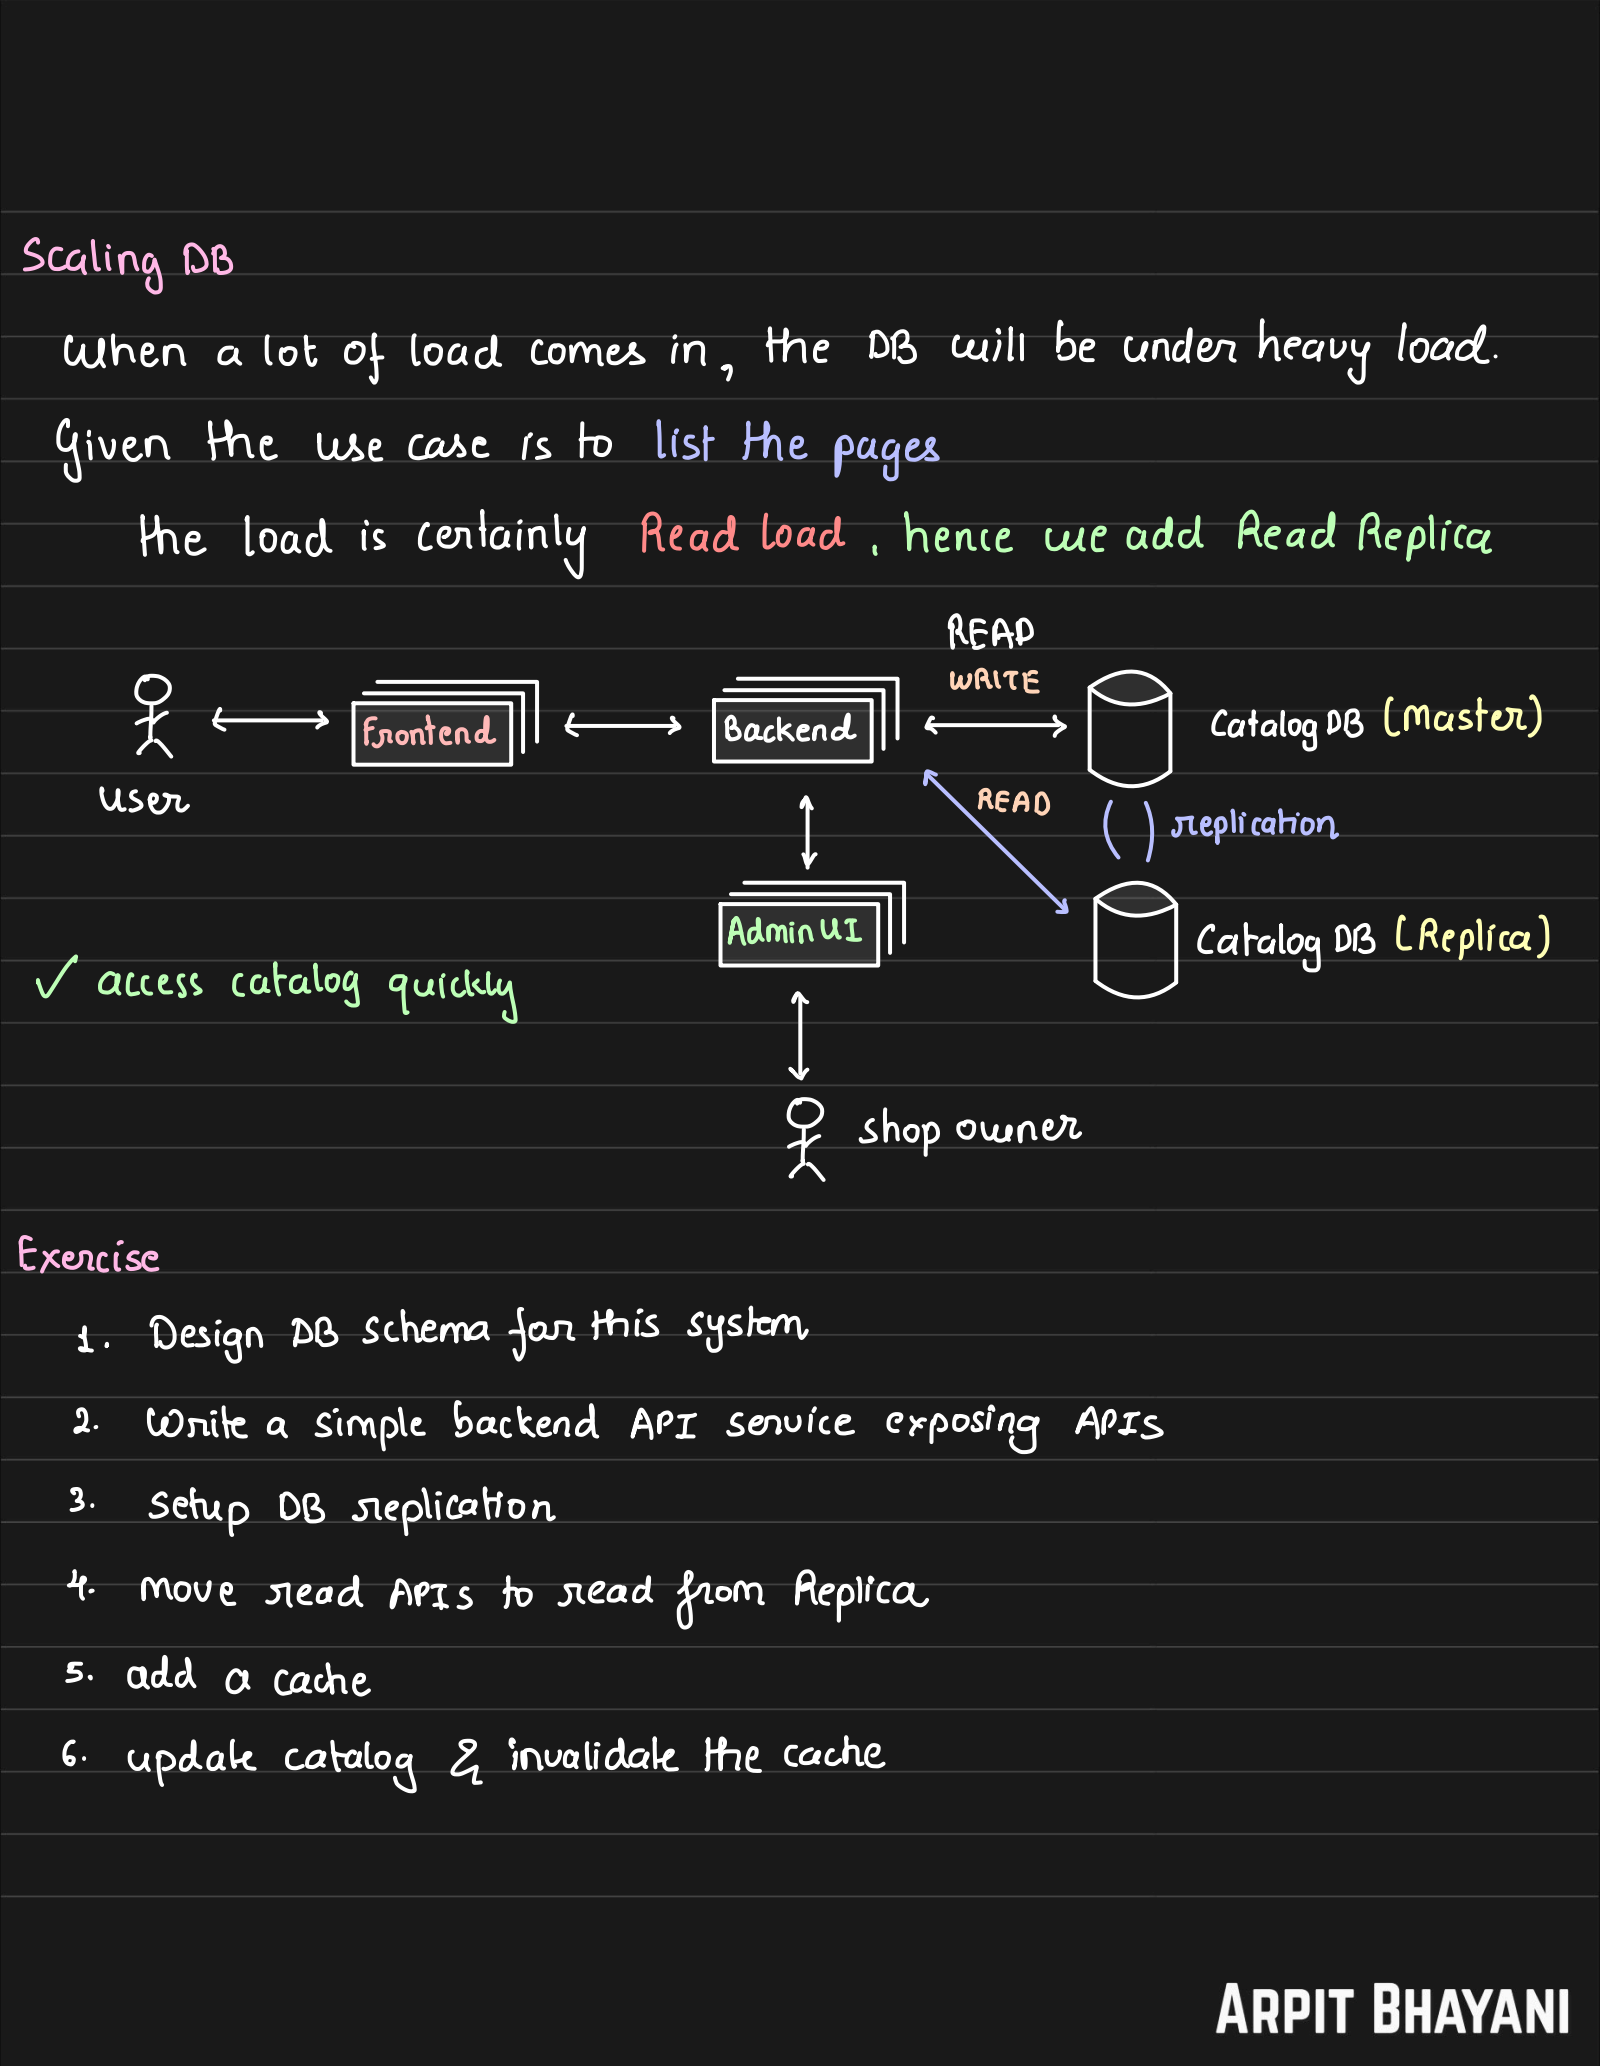 Scaling DB
When a lot of load comes in, the DB will be under heavy load.
Given the use case is to list the pages
the load is certainly Read load, hence we add Read Replica
READ
WRITE
Frontend
Backend
Catalog DB (Master)
user
READ
replication
Admin UI
Catalog DB (Replica)
✓ access catalog quickly
shop owner
Exercise
1. Design DB schema for this system
2. Write a simple backend API service exposing APIs
3. Setup DB replication
4. move read APIs to read from Replica
5. add a cache
6. update catalog & invalidate the cache
ARPIT BHAYANI